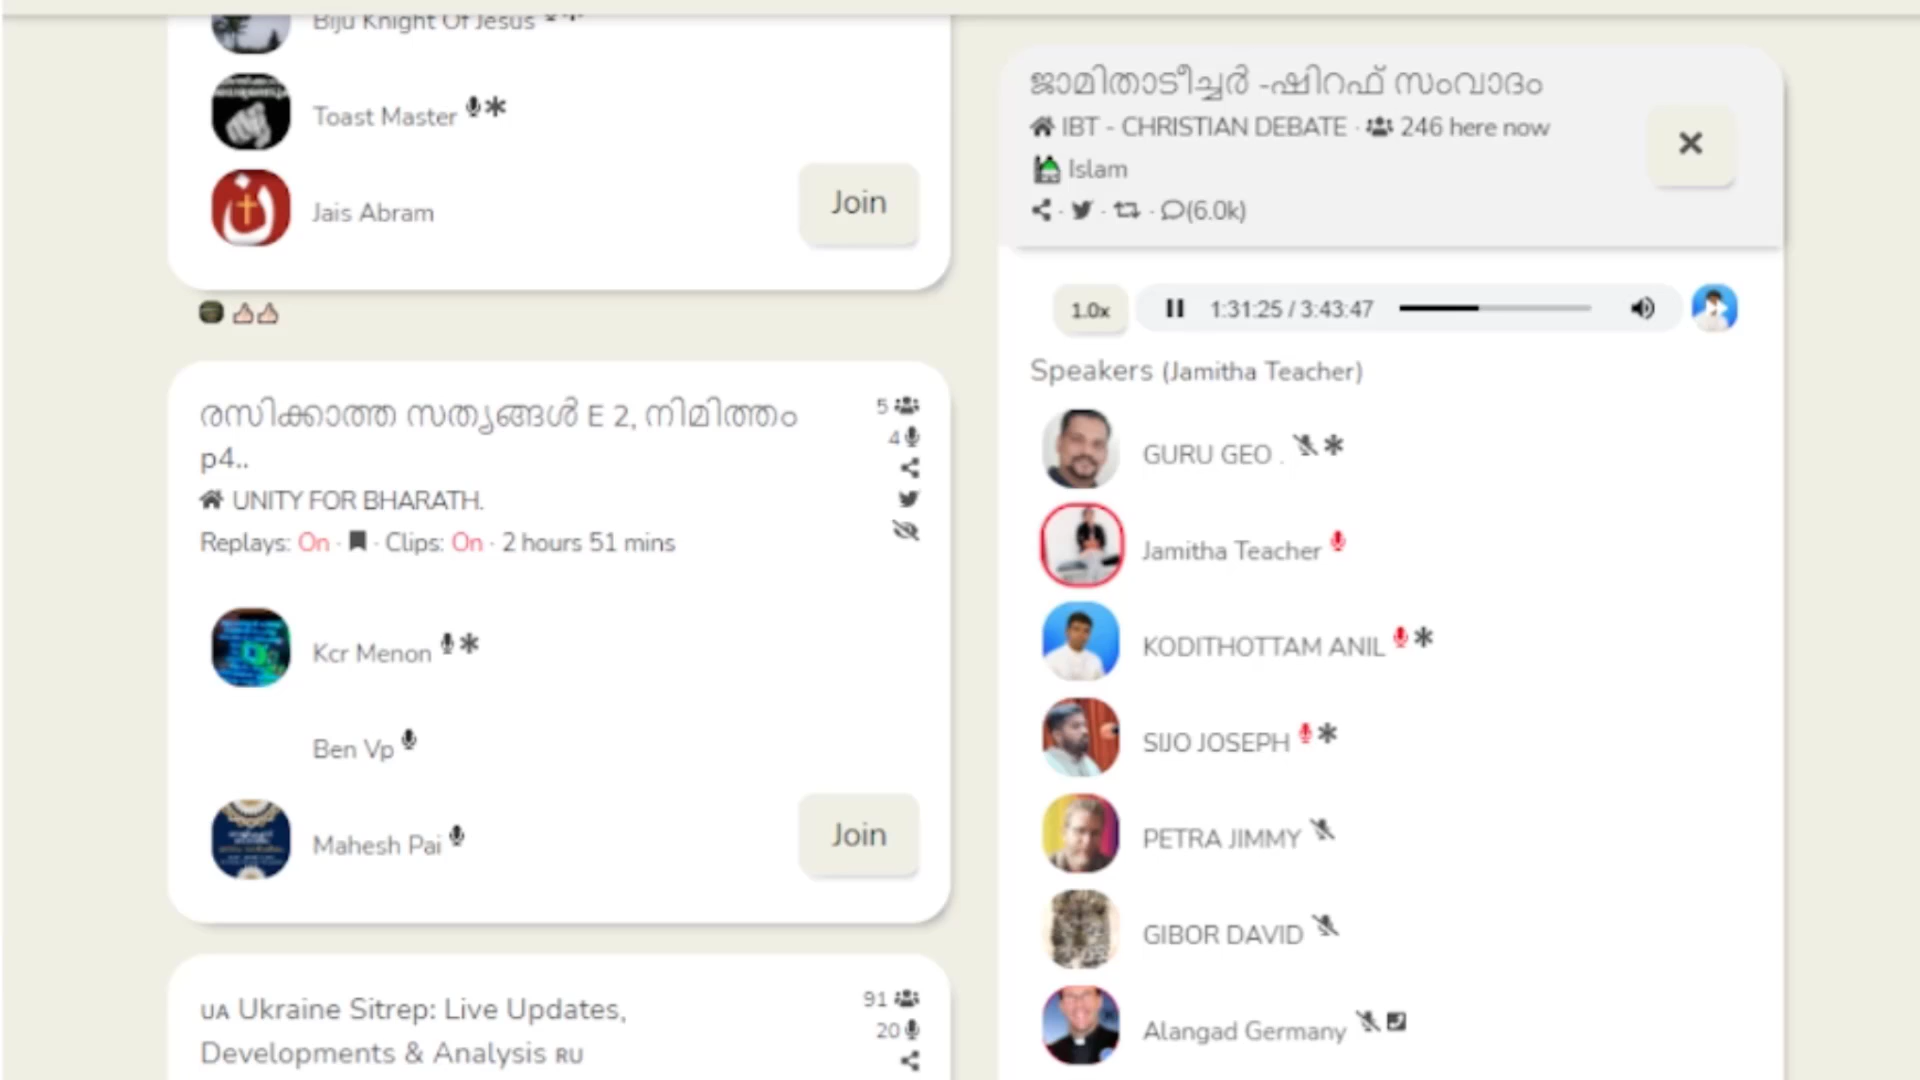 Biju Knight Of Jesus
Toast Master
Jais Abram
Join
രസിക്കാത്ത സത്യങ്ങൾ E 2, നിമിത്തം
p4..
5
4
UNITY FOR BHARATH.
Replays: On · · Clips: On · 2 hours 51 mins
Kcr Menon
Ben Vp
Mahesh Pai
Join
UA Ukraine Sitrep: Live Updates,
Developments & Analysis RU
91
20
ജാമിതാടീച്ചർ -ഷിറഫ് സംവാദം
IBT - CHRISTIAN DEBATE · 246 here now
Islam
· · · (6.0k)
1.0x
1:31:25 / 3:43:47
Speakers (Jamitha Teacher)
GURU GEO .
Jamitha Teacher
KODITHOTTAM ANIL
SIJO JOSEPH
PETRA JIMMY
GIBOR DAVID
Alangad Germany